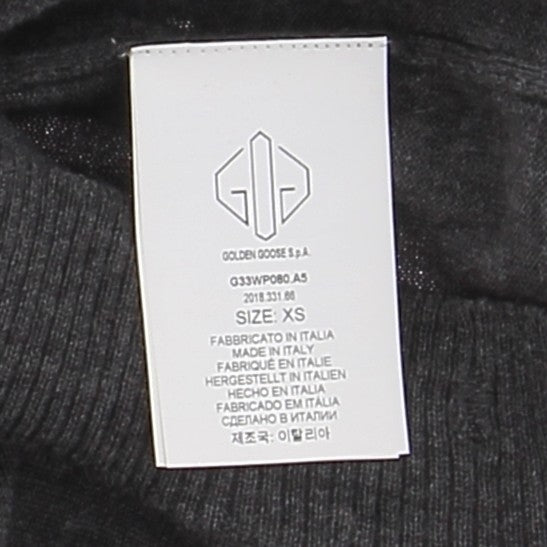 GOLDEN GOOSE S.p.A.
G33WP080.A5
2018.331.66
SIZE: XS
FABBRICATO IN ITALIA
MADE IN ITALY
FABRIQUÉ EN ITALIE
HERGESTELLT IN ITALIEN
HECHO EN ITALIA
FABRICADO EM ITÁLIA
СДЕЛАНО В ИТАЛИИ
제조국: 이탈리아